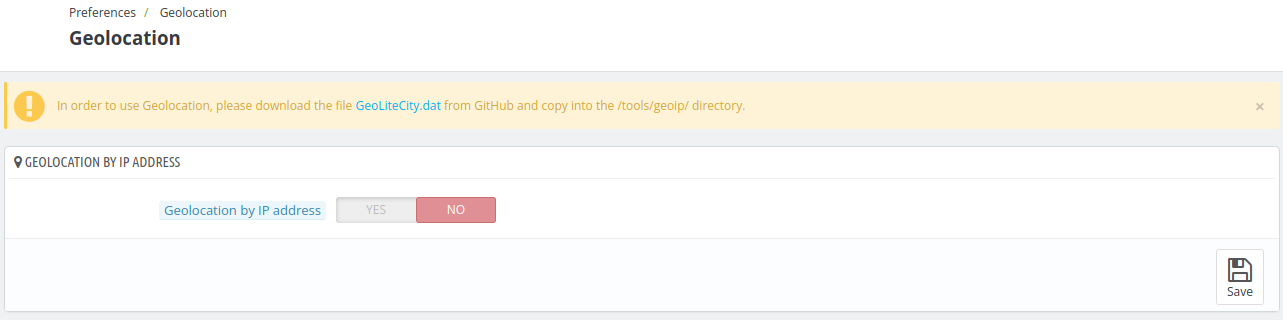 Preferences / Geolocation
Geolocation
In order to use Geolocation, please download the file GeoLiteCity.dat from GitHub and copy into the /tools/geoip/ directory.
GEOLOCATION BY IP ADDRESS
Geolocation by IP address YES NO
Save